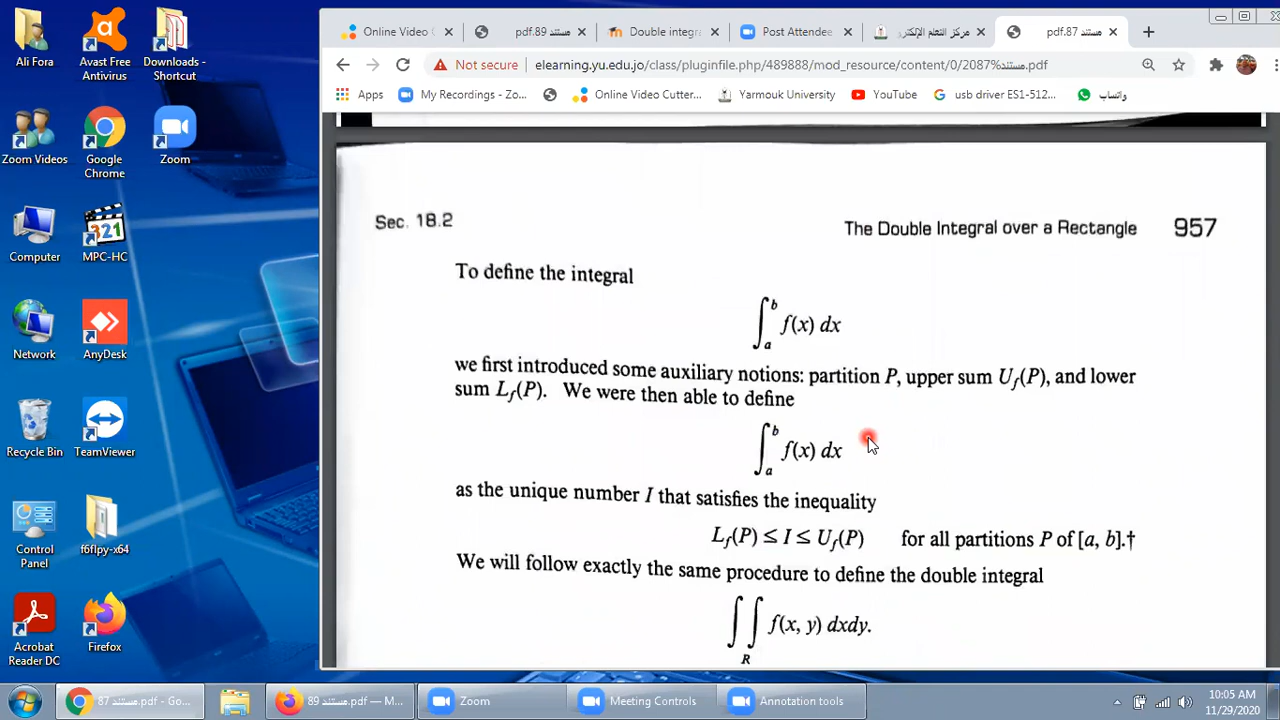 Ali Fora
Avast Free Antivirus
Downloads - Shortcut
Zoom Videos
Google Chrome
Zoom
Computer
MPC-HC
321
Network
AnyDesk
Recycle Bin
TeamViewer
Control Panel
f6flpy-x64
Acrobat Reader DC
Firefox
Online Video
مستند 89.pdf
Double integr
Post Attendee
مركز التعلم الإلكتر
مستند 87.pdf
Not secure
elearning.yu.edu.jo/class/pluginfile.php/489888/mod_resource/content/0/مستند%2087.pdf
Apps
My Recordings - Zo...
Online Video Cutter...
Yarmouk University
YouTube
usb driver ES1-512...
واتساب
Sec. 18.2
The Double Integral over a Rectangle 957
To define the integral
∫_a^b f(x) dx
we first introduced some auxiliary notions: partition P, upper sum U_f(P), and lower
sum L_f(P). We were then able to define
∫_a^b f(x) dx
as the unique number I that satisfies the inequality
L_f(P) ≤ I ≤ U_f(P) for all partitions P of [a, b].†
We will follow exactly the same procedure to define the double integral
∫∫_R f(x, y) dxdy.
مستند 87.pdf - Go...
مستند 89.pdf — M...
Zoom
Meeting Controls
Annotation tools
10:05 AM
11/29/2020